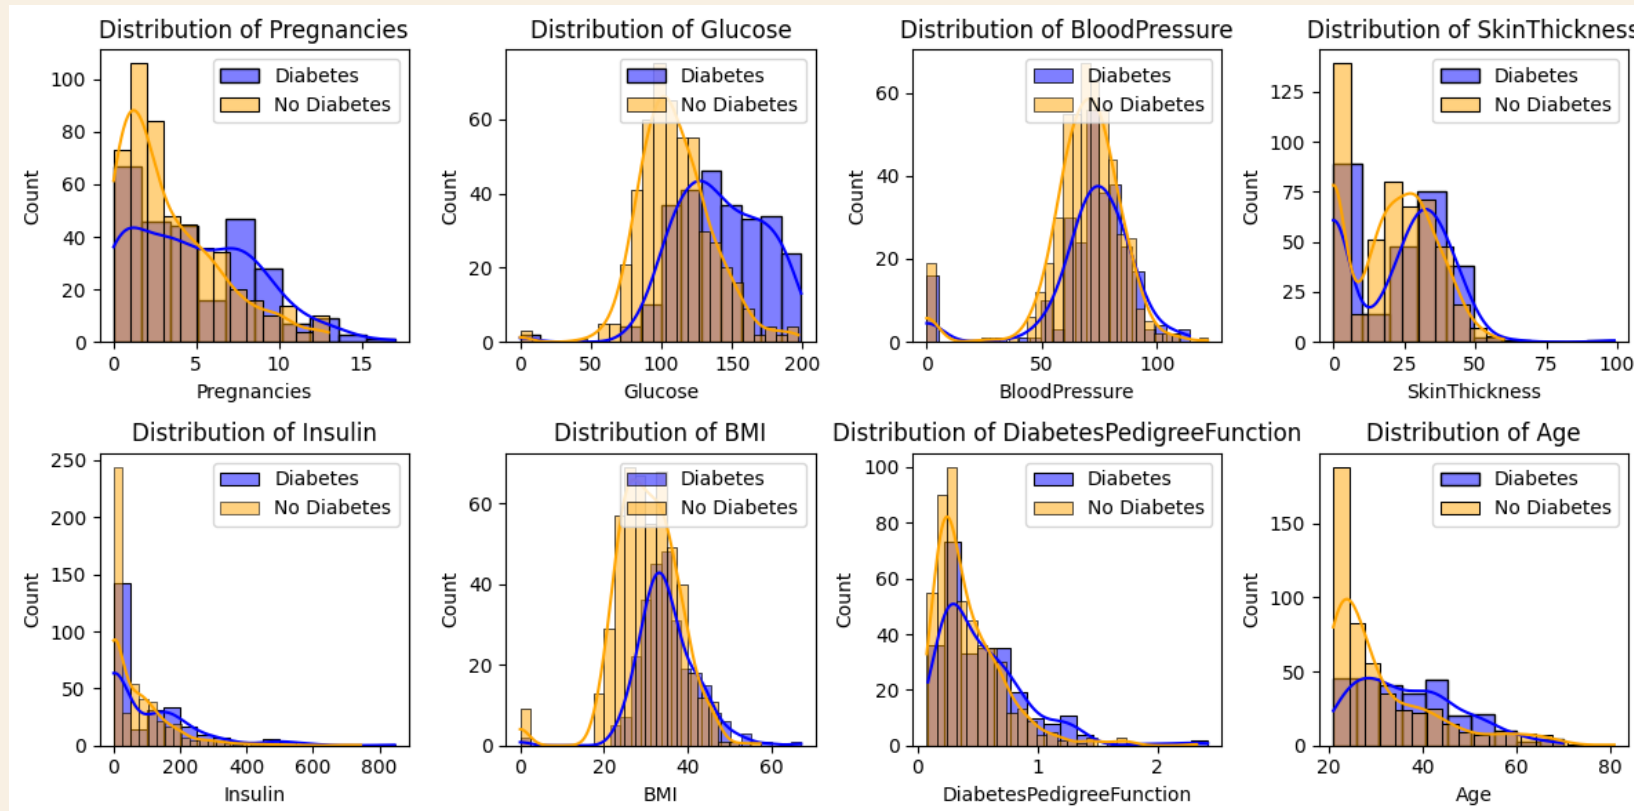 Distribution of Pregnancies
100
80
60
40
20
0
Count
Diabetes
No Diabetes
0 5 10 15
Pregnancies
Distribution of Glucose
60
40
20
0
Count
Diabetes
No Diabetes
0 50 100 150 200
Glucose
Distribution of BloodPressure
60
40
20
0
Count
Diabetes
No Diabetes
0 50 100
BloodPressure
Distribution of SkinThickness
125
100
75
50
25
0
Count
Diabetes
No Diabetes
0 25 50 75 100
SkinThickness
Distribution of Insulin
250
200
150
100
50
0
Count
Diabetes
No Diabetes
0 200 400 600 800
Insulin
Distribution of BMI
60
40
20
0
Count
Diabetes
No Diabetes
0 20 40 60
BMI
Distribution of DiabetesPedigreeFunction
100
80
60
40
20
0
Count
Diabetes
No Diabetes
0 1 2
DiabetesPedigreeFunction
Distribution of Age
150
100
50
0
Count
Diabetes
No Diabetes
20 40 60 80
Age